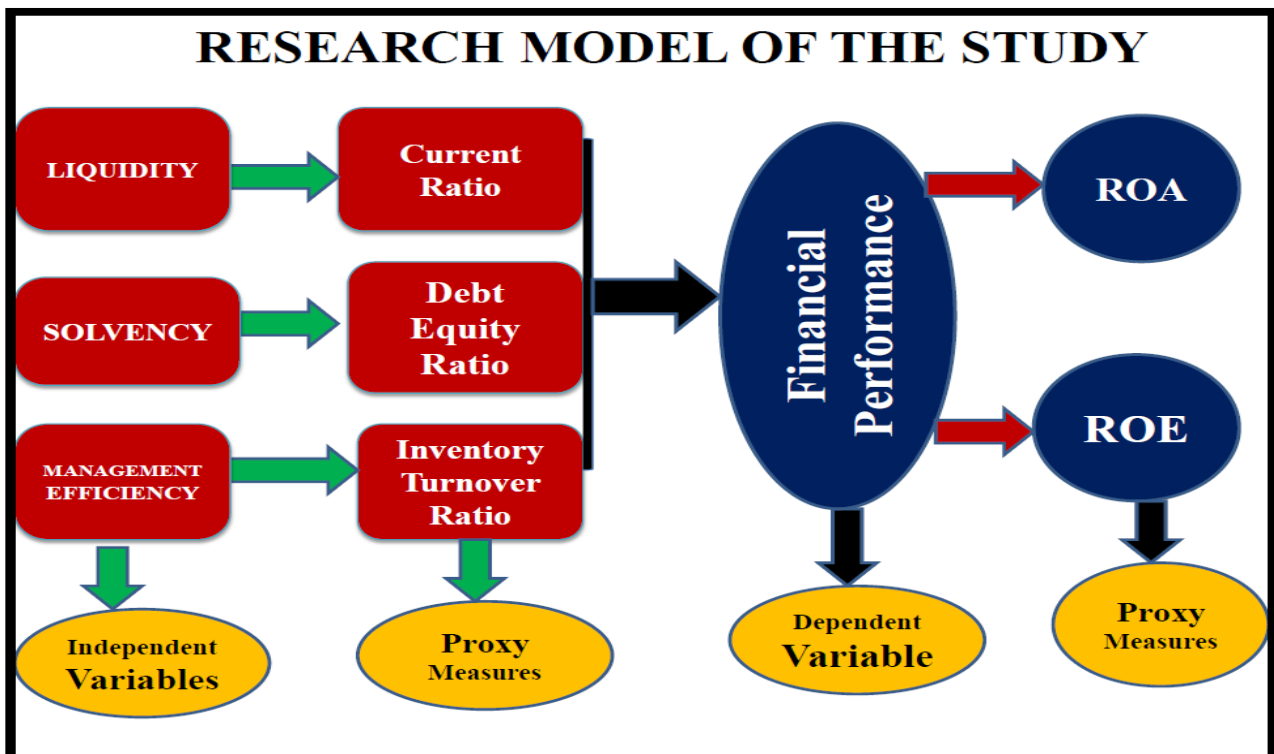 RESEARCH MODEL OF THE STUDY
LIQUIDITY
Current
Ratio
SOLVENCY
Debt
Equity
Ratio
MANAGEMENT
EFFICIENCY
Inventory
Turnover
Ratio
Financial
Performance
ROA
ROE
Independent
Variables
Proxy
Measures
Dependent
Variable
Proxy
Measures